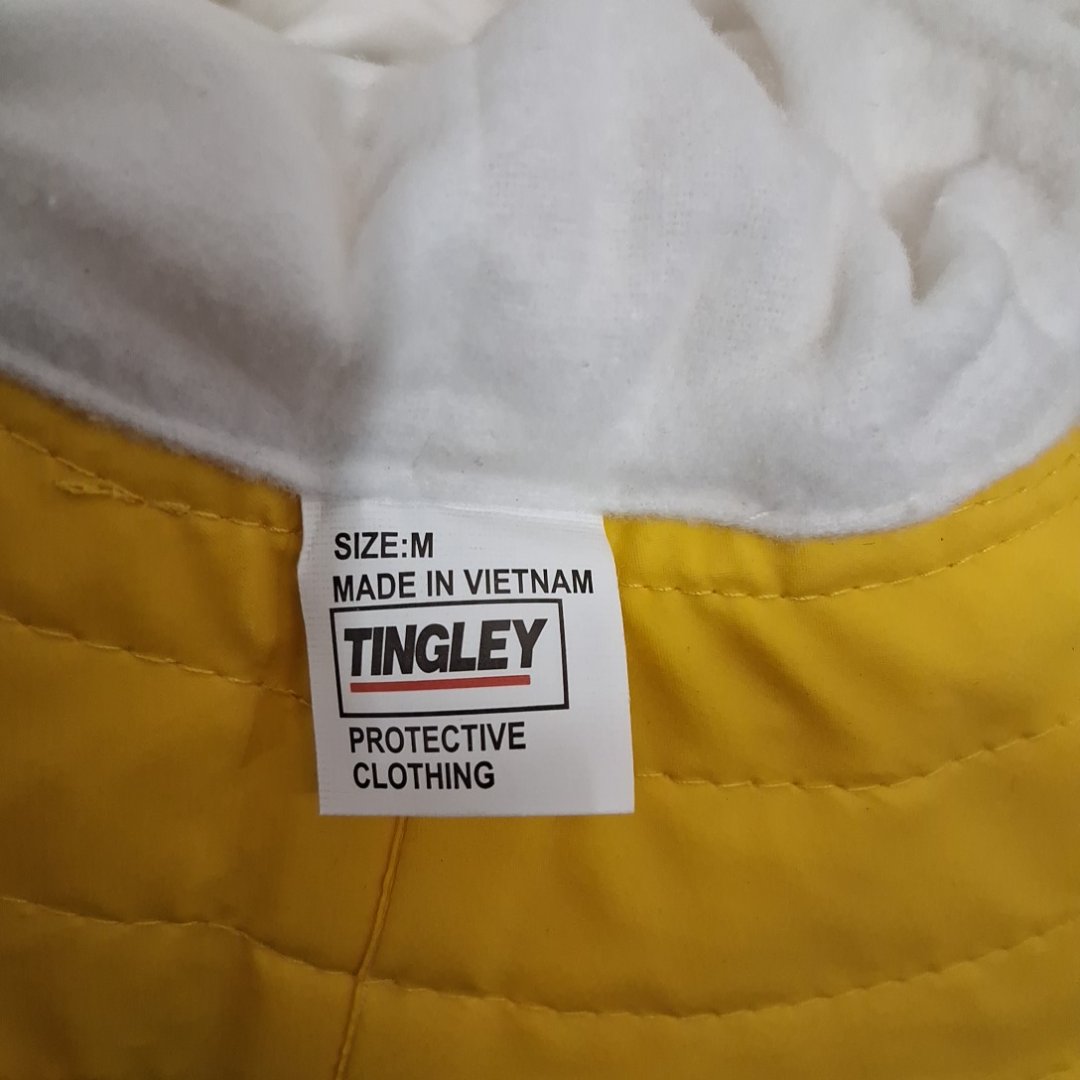 SIZE:M
MADE IN VIETNAM
TINGLEY
PROTECTIVE
CLOTHING